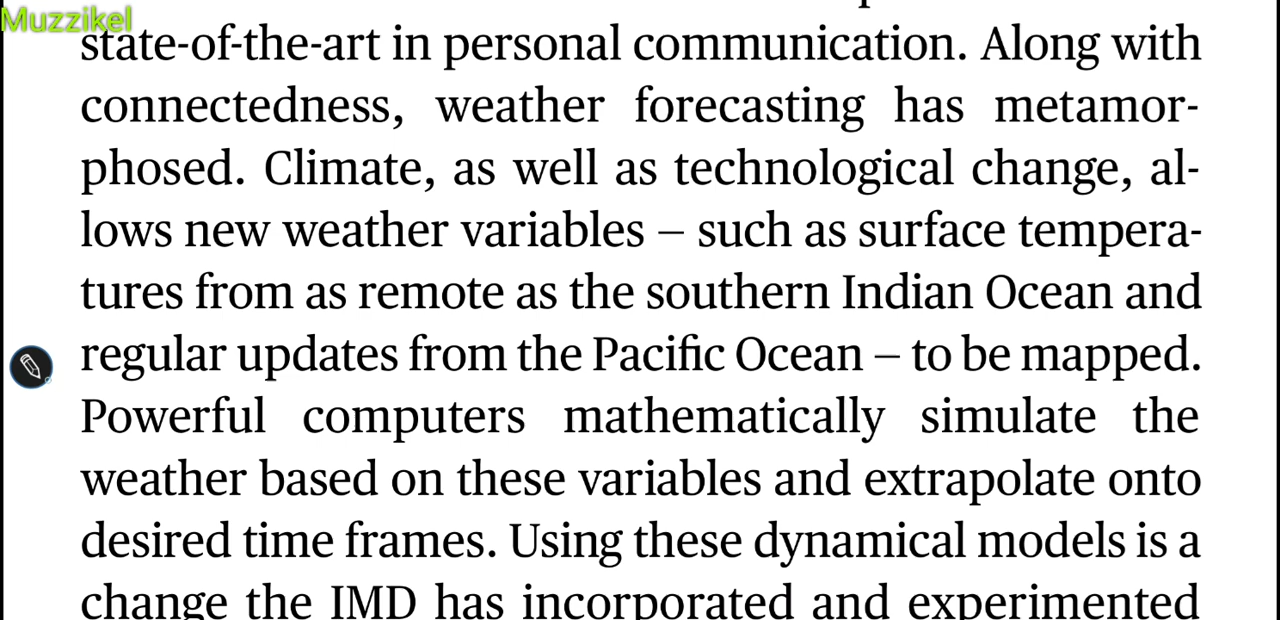 Muzzikel
state-of-the-art in personal communication. Along with
connectedness, weather forecasting has metamor-
phosed. Climate, as well as technological change, al-
lows new weather variables – such as surface tempera-
tures from as remote as the southern Indian Ocean and
regular updates from the Pacific Ocean – to be mapped.
Powerful computers mathematically simulate the
weather based on these variables and extrapolate onto
desired time frames. Using these dynamical models is a
change the IMD has incorporated and experimented